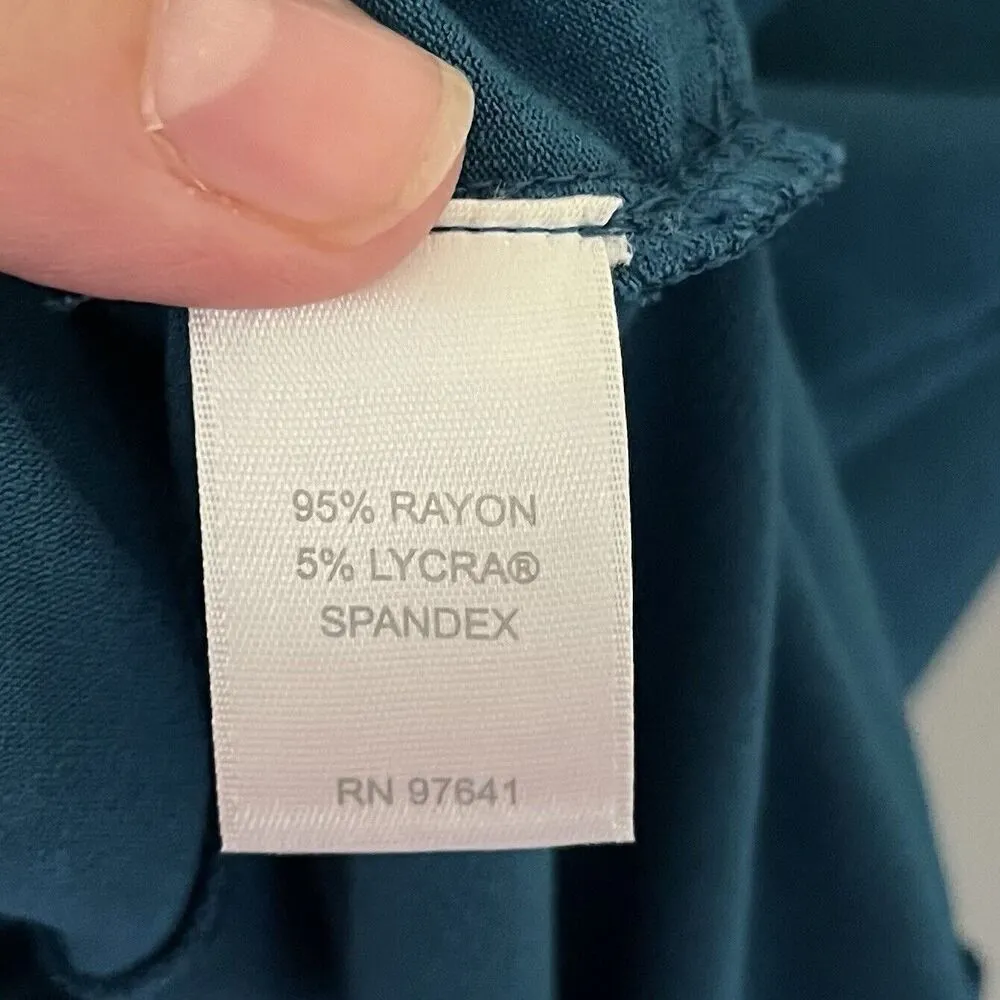 95% RAYON
5% LYCRA®
SPANDEX
RN 97641